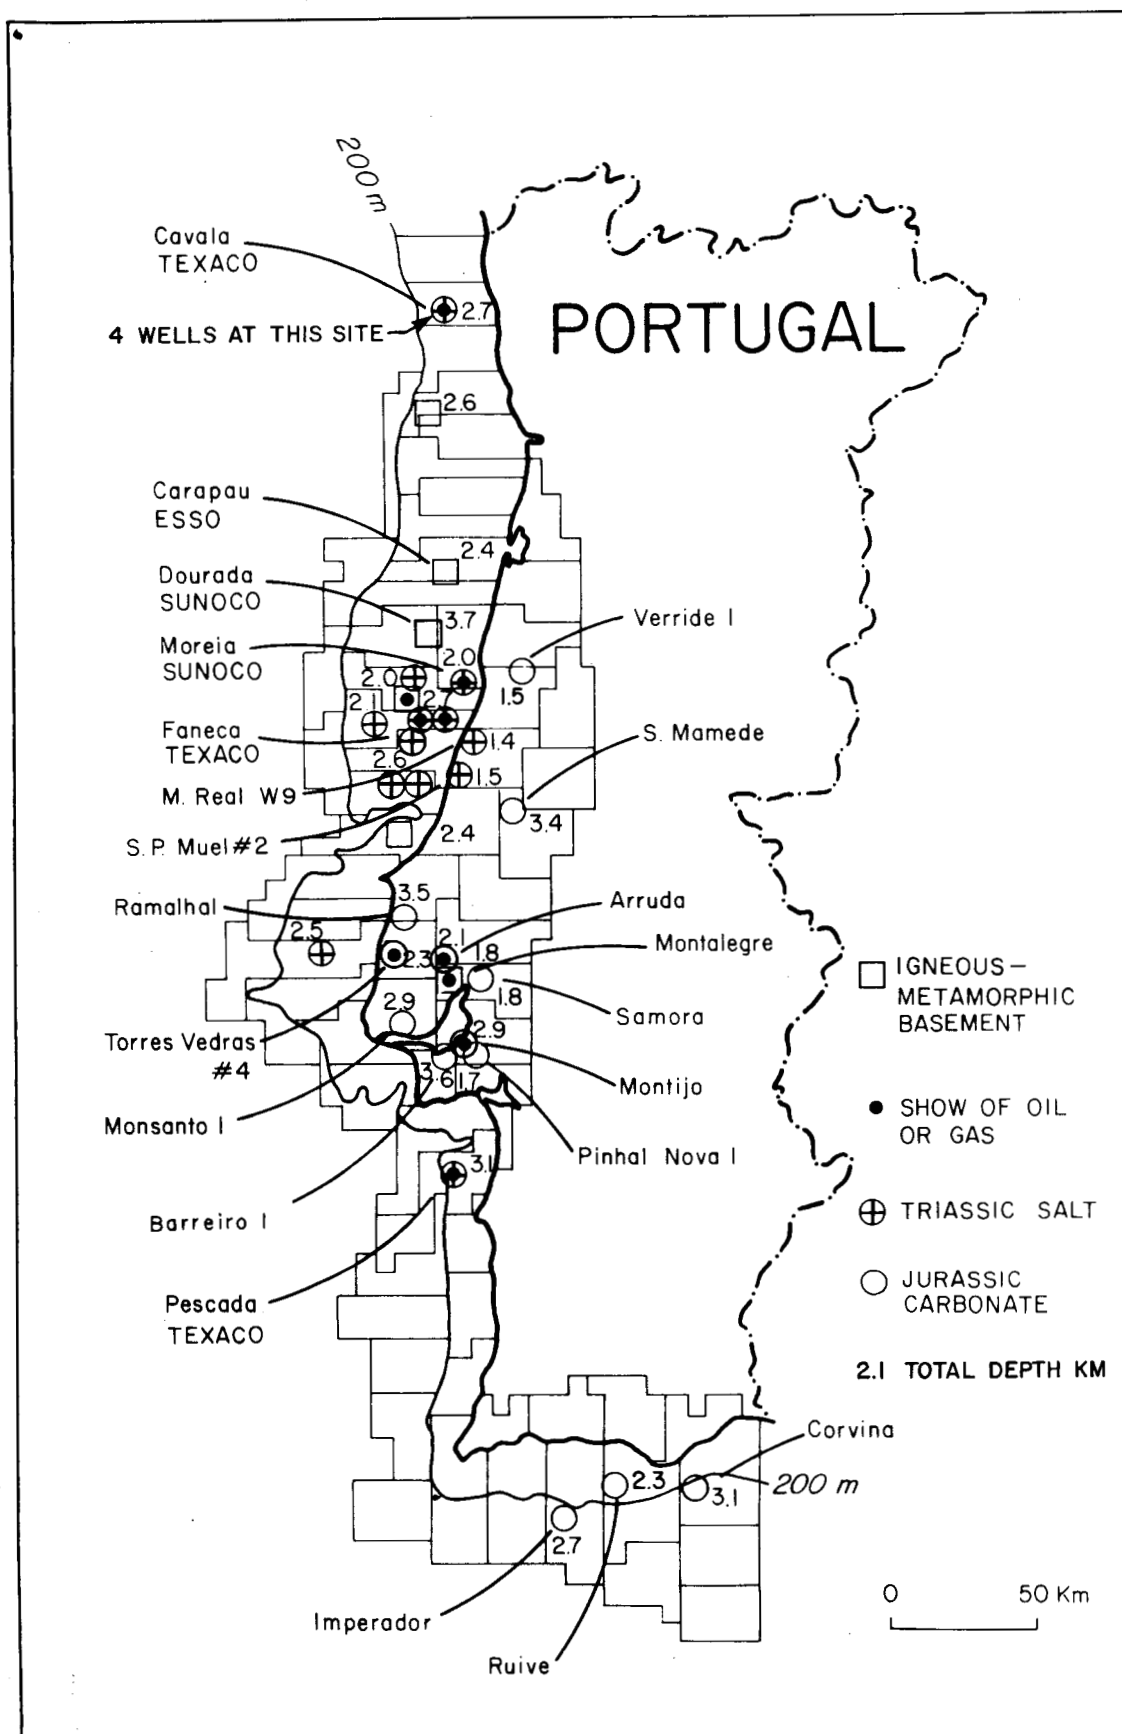 200 m
Cavala
TEXACO
2.7
4 WELLS AT THIS SITE
PORTUGAL
2.6
Carapau
ESSO
2.4
Dourada
SUNOCO
3.7
Verride I
Moreia
SUNOCO
2.0
2.0
1.5
2.1
2.
Faneca
TEXACO
S. Mamede
1.4
2.6
1.5
M. Real W9
3.4
S.P. Muel #2
2.4
3.5
Ramalhal
Arruda
2.5
2.1
1.8
Montalegre
2.3
IGNEOUS-
METAMORPHIC
BASEMENT
1.8
2.9
Samora
Torres Vedras
#4
2.9
3.6
1.7
Montijo
SHOW OF OIL
OR GAS
Monsanto I
Pinhal Nova I
3.1
Barreiro I
TRIASSIC SALT
JURASSIC
CARBONATE
Pescada
TEXACO
2.1 TOTAL DEPTH KM
Corvina
2.3
3.1
200 m
2.7
0 50 Km
Imperador
Ruive